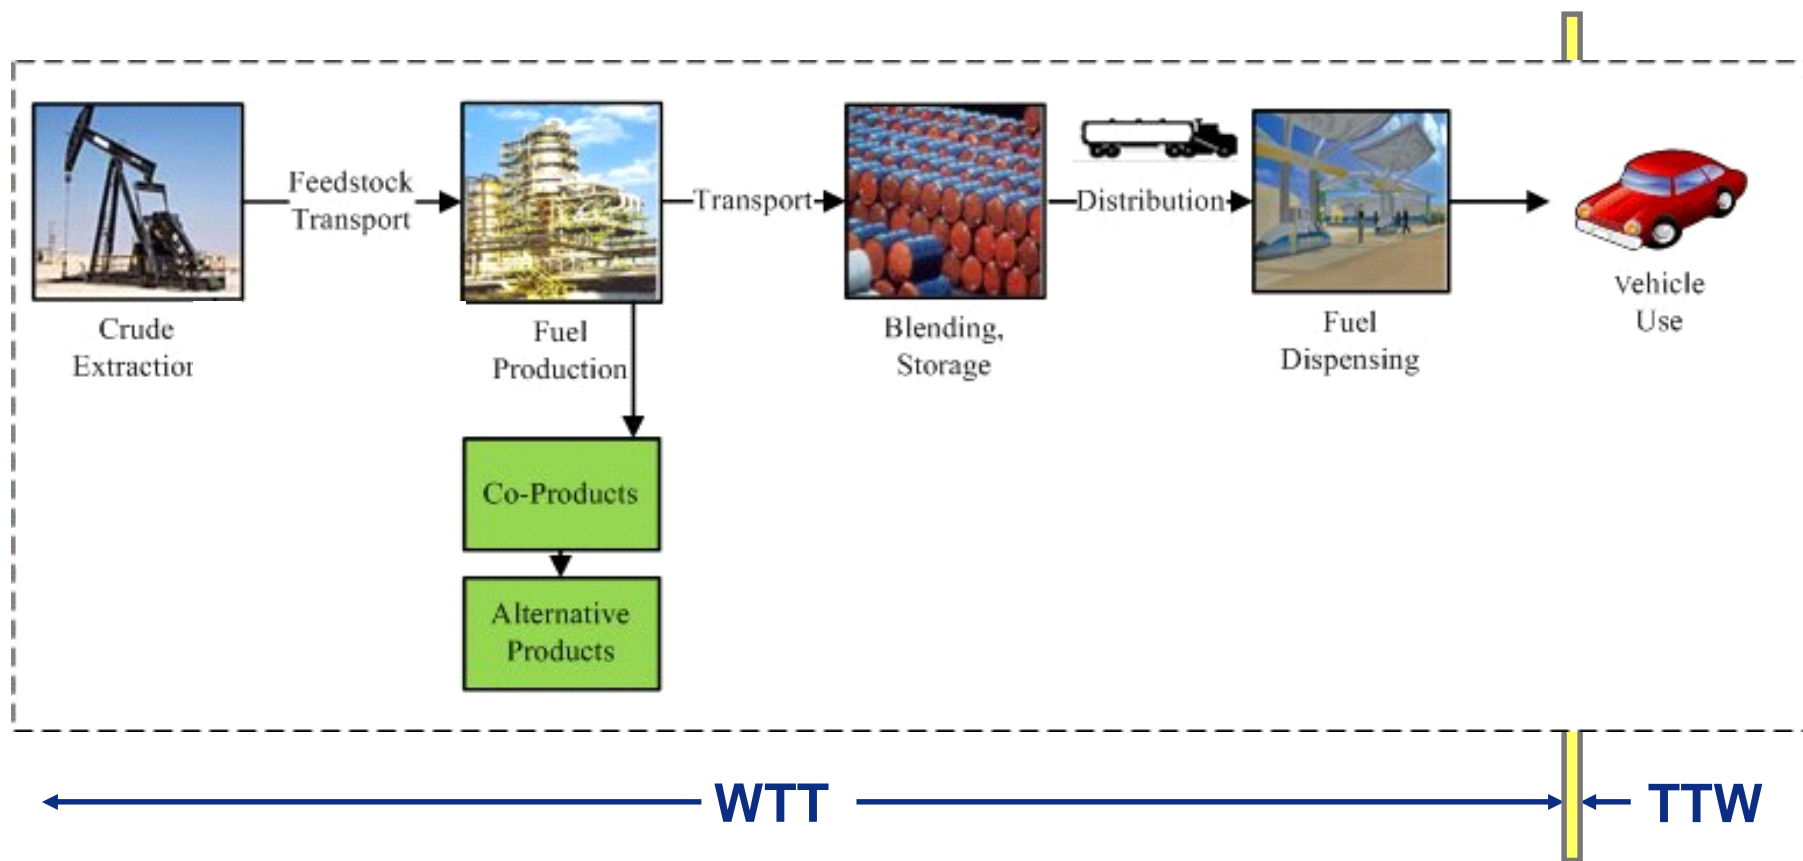 Feedstock
Transport
Transport
Distribution
Crude
Extraction
Fuel
Production
Blending,
Storage
Fuel
Dispensing
Vehicle
Use
Co-Products
Alternative
Products
WTT
TTW